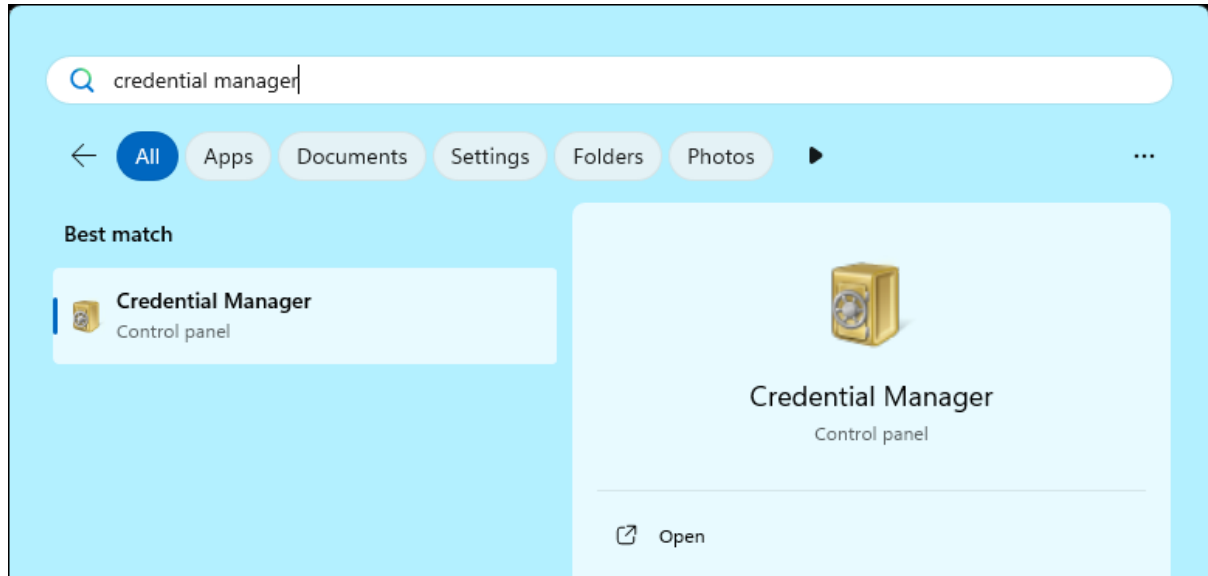 credential manager
All Apps Documents Settings Folders Photos
Best match
Credential Manager
Control panel
Credential Manager
Control panel
Open